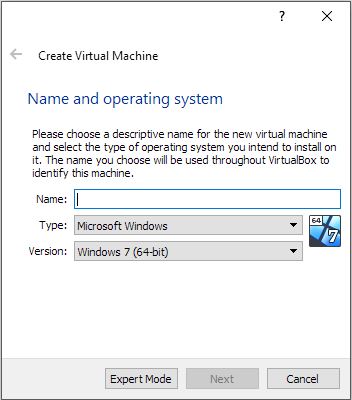 ?
Create Virtual Machine
Name and operating system
Please choose a descriptive name for the new virtual machine
and select the type of operating system you intend to install on
it. The name you choose will be used throughout VirtualBox to
identify this machine.
Name:
Type: Microsoft Windows
64
7
Version: Windows 7 (64-bit)
Expert Mode Next Cancel